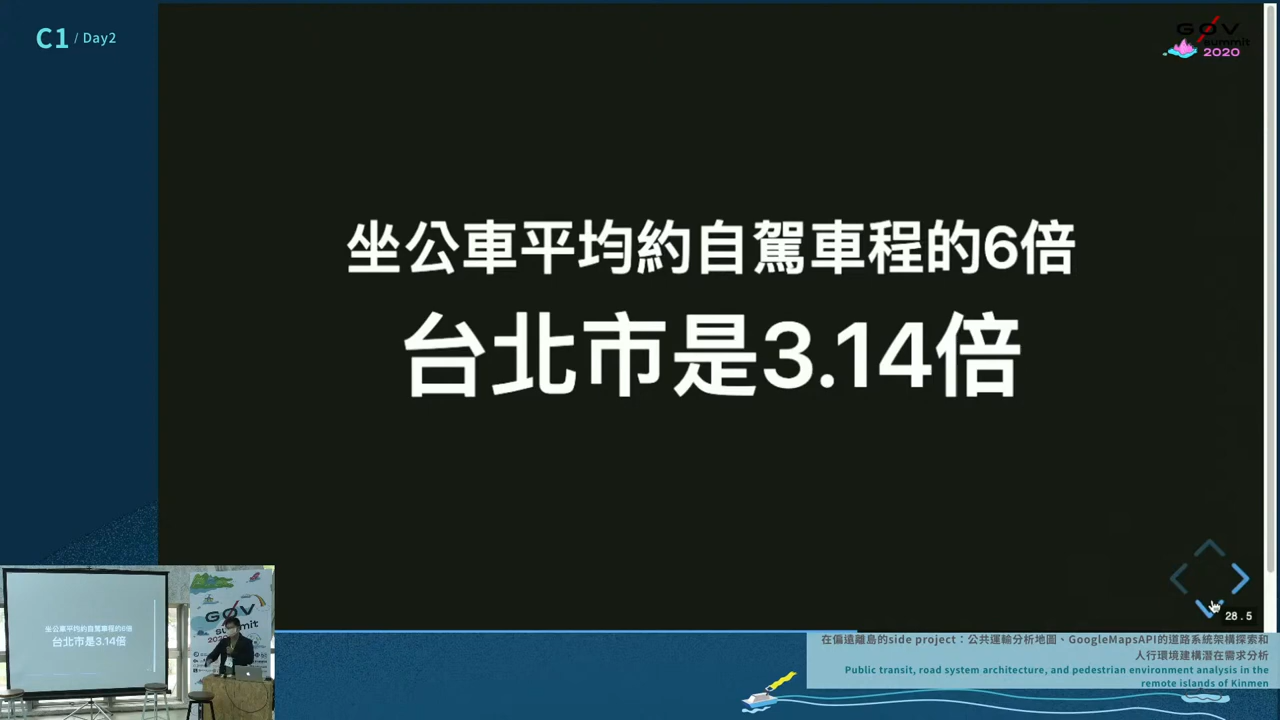 C1 / Day2
GØV
summit
2020
坐公車平均約自駕車程的6倍
台北市是3.14倍
28.5
坐公車平均約自駕車程的6倍
台北市是3.14倍
GØV
summit
2020
在偏遠離島的side project：公共運輸分析地圖、GoogleMapsAPI的道路系統架構探索和
人行環境建構潛在需求分析
Public transit, road system architecture, and pedestrian environment analysis in the
remote islands of Kinmen